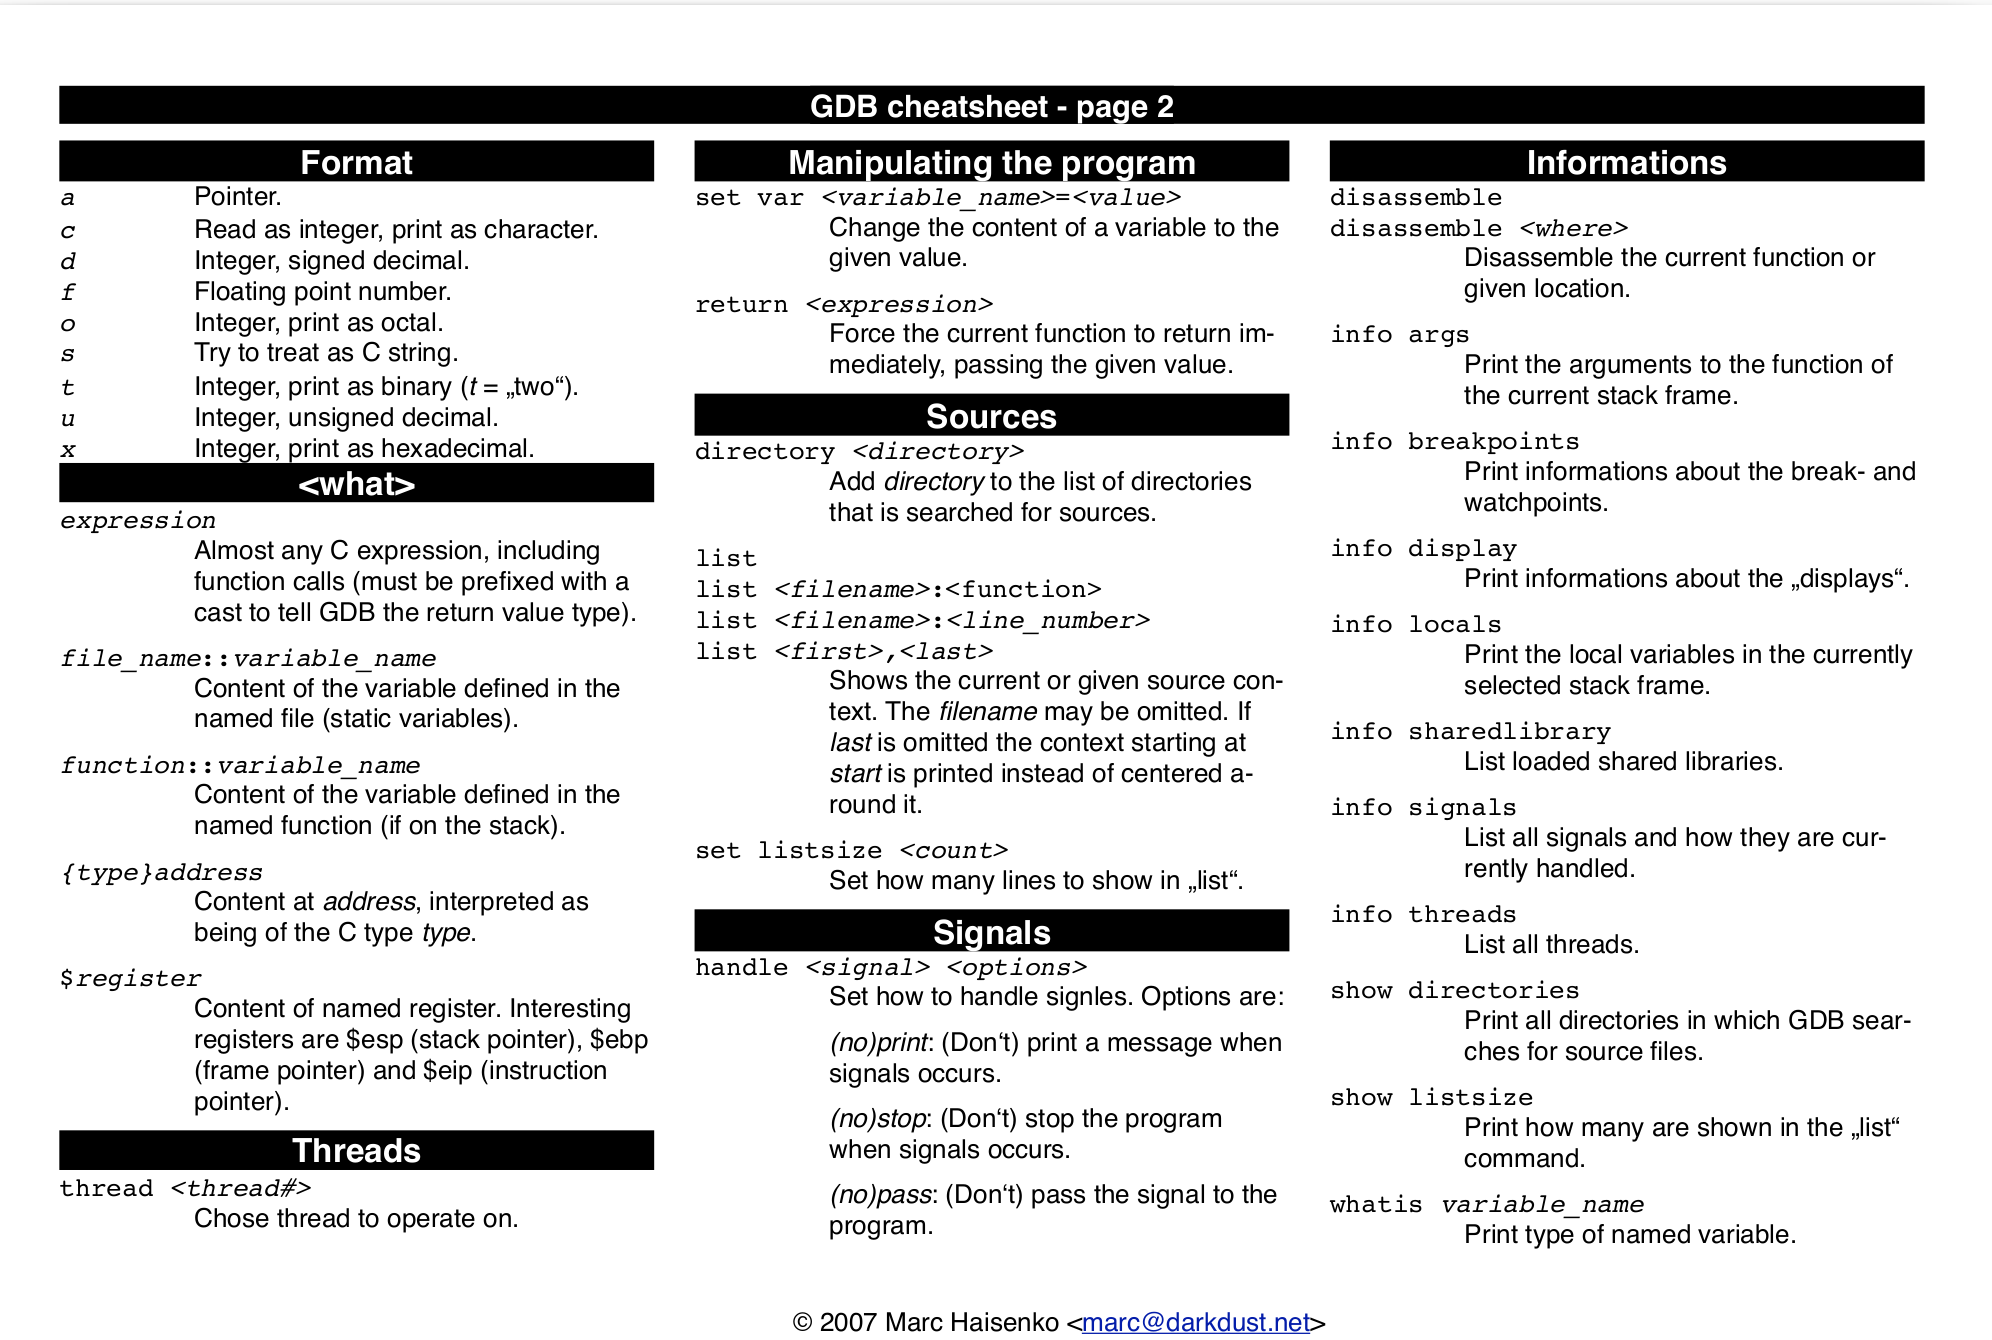 GDB cheatsheet - page 2
Format
a Pointer.
c Read as integer, print as character.
d Integer, signed decimal.
f Floating point number.
o Integer, print as octal.
s Try to treat as C string.
t Integer, print as binary (t = „two“).
u Integer, unsigned decimal.
x Integer, print as hexadecimal.
<what>
expression
Almost any C expression, including
function calls (must be prefixed with a
cast to tell GDB the return value type).
file_name::variable_name
Content of the variable defined in the
named file (static variables).
function::variable_name
Content of the variable defined in the
named function (if on the stack).
{type}address
Content at address, interpreted as
being of the C type type.
$register
Content of named register. Interesting
registers are $esp (stack pointer), $ebp
(frame pointer) and $eip (instruction
pointer).
Threads
thread <thread#>
Chose thread to operate on.
Manipulating the program
set var <variable_name>=<value>
Change the content of a variable to the
given value.
return <expression>
Force the current function to return im-
mediately, passing the given value.
Sources
directory <directory>
Add directory to the list of directories
that is searched for sources.
list
list <filename>:<function>
list <filename>:<line_number>
list <first>,<last>
Shows the current or given source con-
text. The filename may be omitted. If
last is omitted the context starting at
start is printed instead of centered a-
round it.
set listsize <count>
Set how many lines to show in „list“.
Signals
handle <signal> <options>
Set how to handle signles. Options are:
(no)print: (Don‘t) print a message when
signals occurs.
(no)stop: (Don‘t) stop the program
when signals occurs.
(no)pass: (Don‘t) pass the signal to the
program.
Informations
disassemble
disassemble <where>
Disassemble the current function or
given location.
info args
Print the arguments to the function of
the current stack frame.
info breakpoints
Print informations about the break- and
watchpoints.
info display
Print informations about the „displays“.
info locals
Print the local variables in the currently
selected stack frame.
info sharedlibrary
List loaded shared libraries.
info signals
List all signals and how they are cur-
rently handled.
info threads
List all threads.
show directories
Print all directories in which GDB sear-
ches for source files.
show listsize
Print how many are shown in the „list“
command.
whatis variable_name
Print type of named variable.
© 2007 Marc Haisenko <marc@darkdust.net>